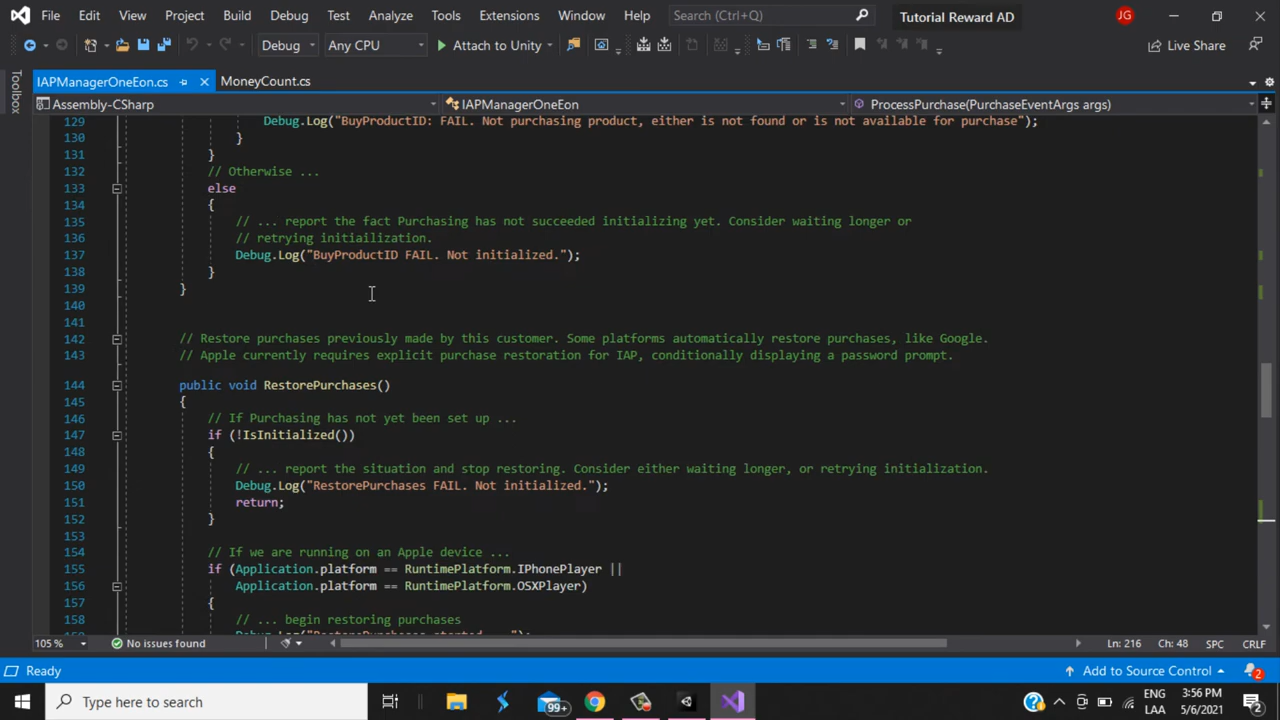 File Edit View Project Build Debug Test Analyze Tools Extensions Window Help Search (Ctrl+Q) Tutorial Reward AD JG
Debug Any CPU Attach to Unity Live Share
Toolbox
IAPManagerOneEon.cs MoneyCount.cs
Assembly-CSharp IAPManagerOneEon ProcessPurchase(PurchaseEventArgs args)
129 Debug.Log("BuyProductID: FAIL. Not purchasing product, either is not found or is not available for purchase");
130 }
131 }
132 // Otherwise ...
133 else
134 {
135 // ... report the fact Purchasing has not succeeded initializing yet. Consider waiting longer or
136 // retrying initiailization.
137 Debug.Log("BuyProductID FAIL. Not initialized.");
138 }
139 }
140
141
142 // Restore purchases previously made by this customer. Some platforms automatically restore purchases, like Google.
143 // Apple currently requires explicit purchase restoration for IAP, conditionally displaying a password prompt.
144 public void RestorePurchases()
145 {
146 // If Purchasing has not yet been set up ...
147 if (!IsInitialized())
148 {
149 // ... report the situation and stop restoring. Consider either waiting longer, or retrying initialization.
150 Debug.Log("RestorePurchases FAIL. Not initialized.");
151 return;
152 }
153
154 // If we are running on an Apple device ...
155 if (Application.platform == RuntimePlatform.IPhonePlayer ||
156 Application.platform == RuntimePlatform.OSXPlayer)
157 {
158 // ... begin restoring purchases
105 % No issues found Ln: 216 Ch: 48 SPC CRLF
Ready Add to Source Control 2
Type here to search 99+ ENG 3:56 PM
LAA 5/6/2021 2